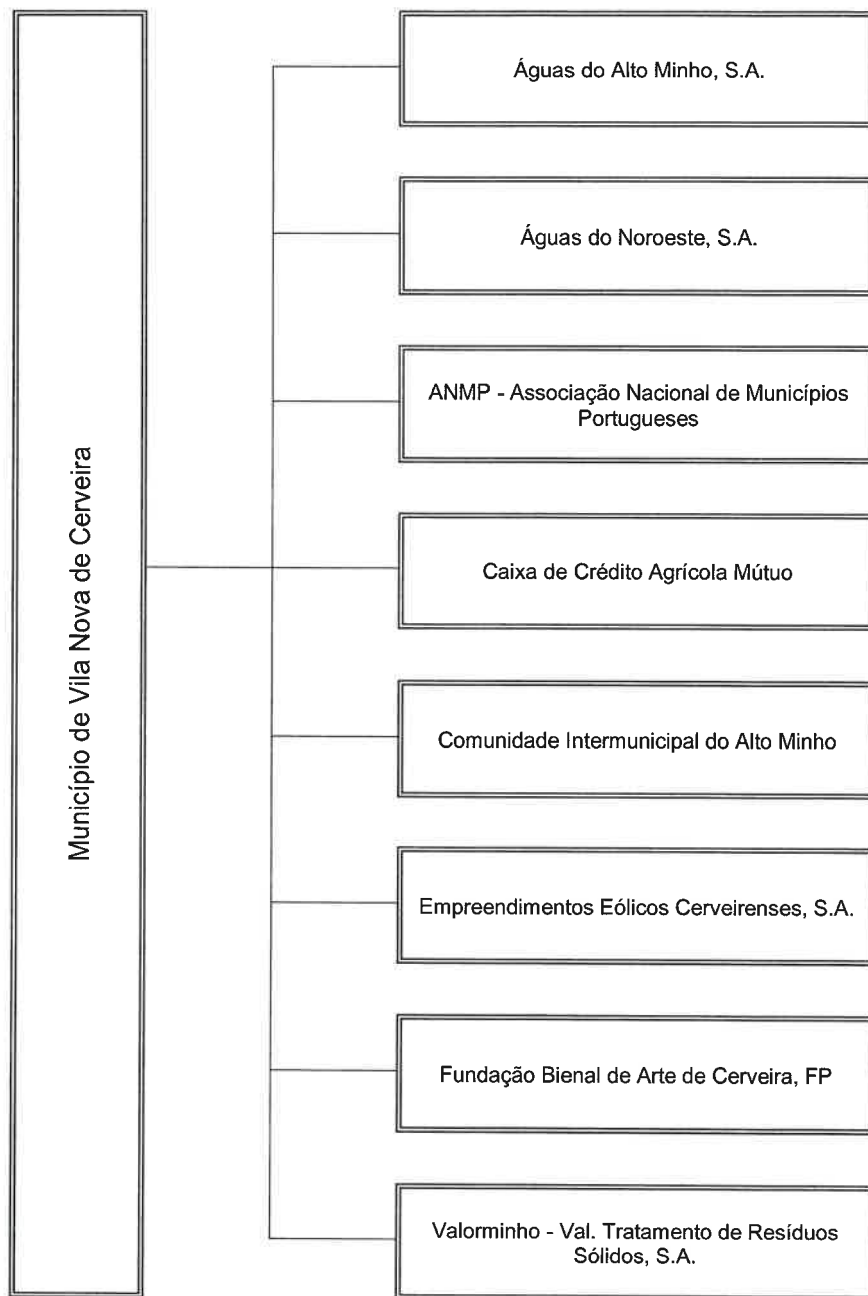 Município de Vila Nova de Cerveira
Águas do Alto Minho, S.A.
Águas do Noroeste, S.A.
ANMP - Associação Nacional de Municípios
Portugueses
Caixa de Crédito Agrícola Mútuo
Comunidade Intermunicipal do Alto Minho
Empreendimentos Eólicos Cerveirenses, S.A.
Fundação Bienal de Arte de Cerveira, FP
Valorminho - Val. Tratamento de Resíduos
Sólidos, S.A.